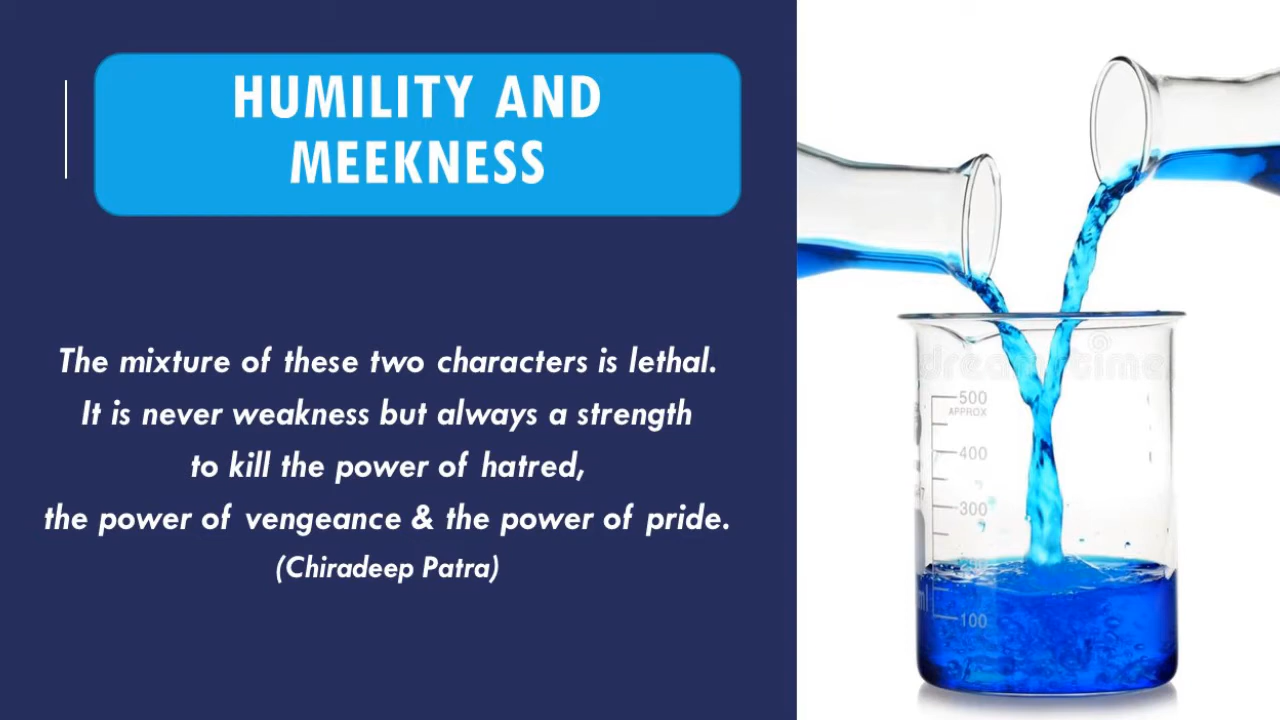 HUMILITY AND
MEEKNESS
The mixture of these two characters is lethal.
It is never weakness but always a strength
to kill the power of hatred,
the power of vengeance & the power of pride.
(Chiradeep Patra)
dreamstime
500
APPROX
400
300
100